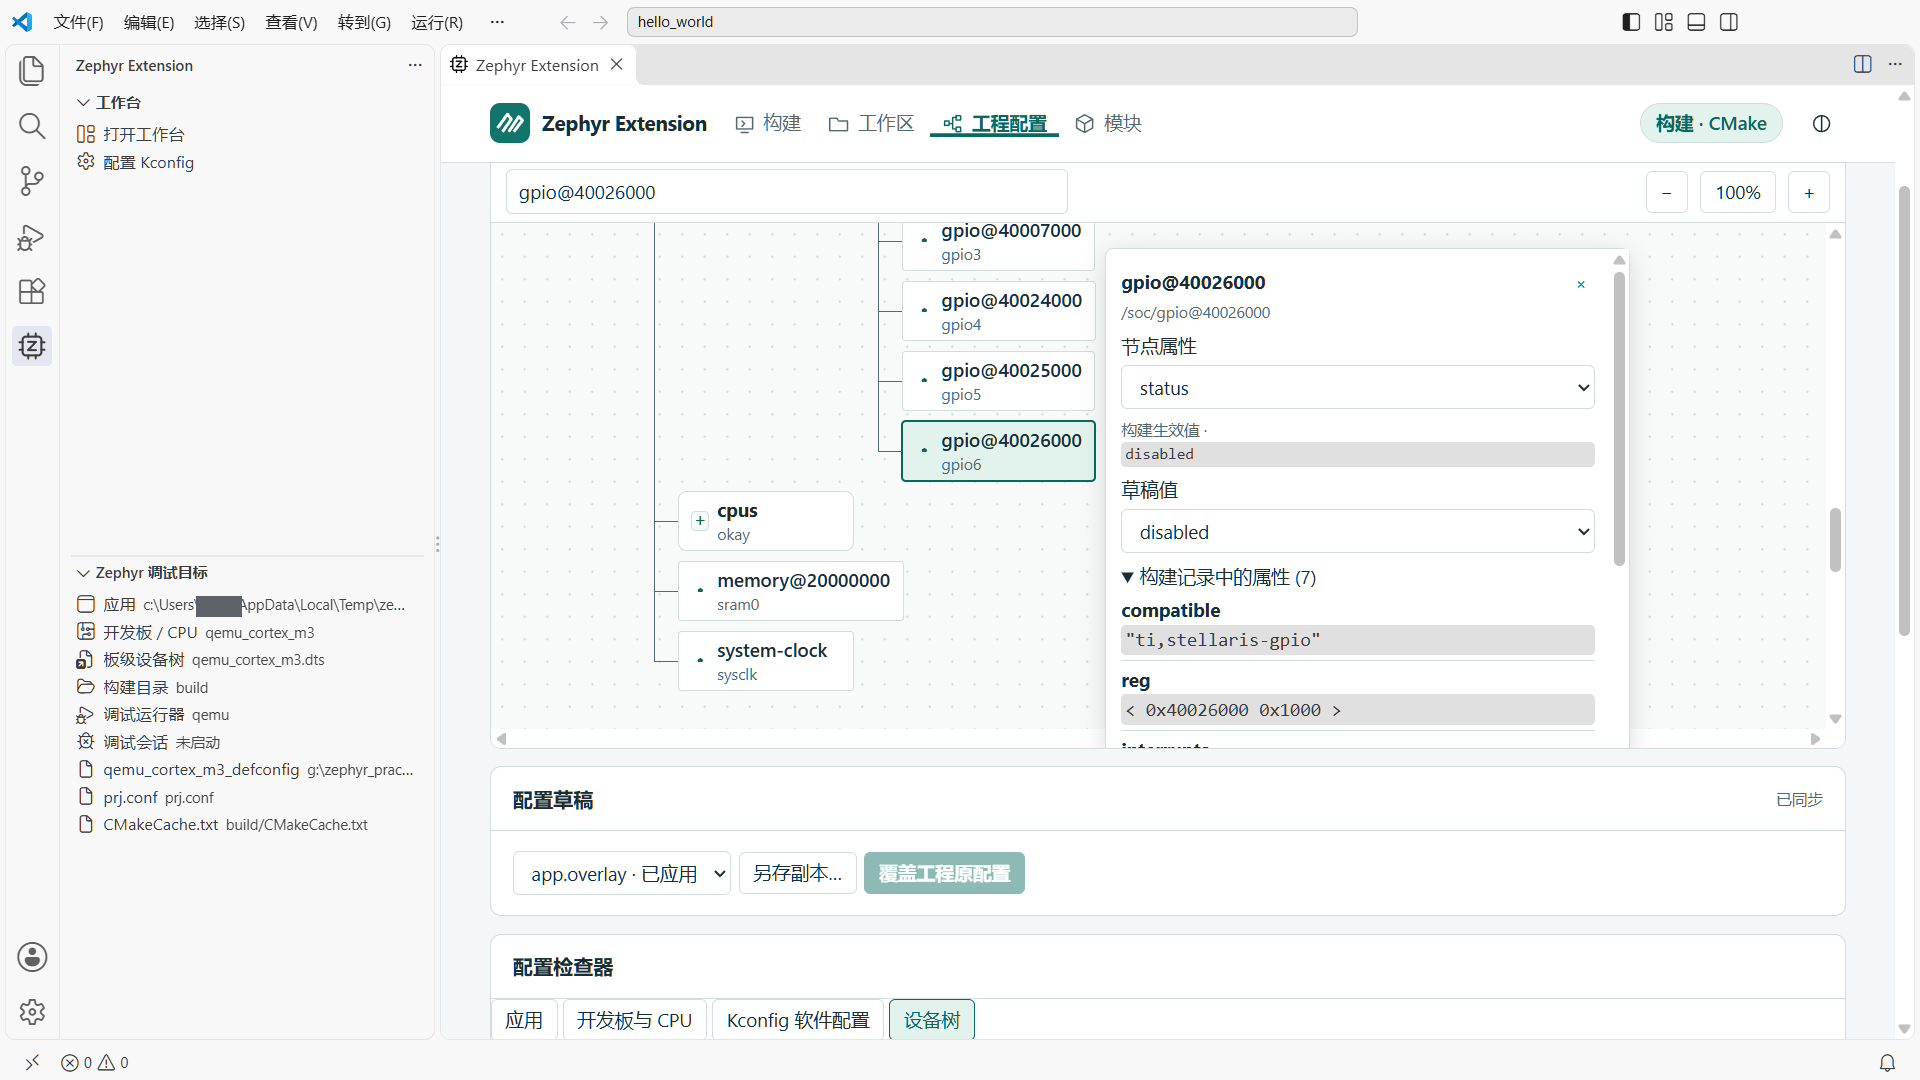 文件(F) 编辑(E) 选择(S) 查看(V) 转到(G) 运行(R) ··· hello_world
Zephyr Extension ···
工作台
打开工作台
配置 Kconfig
Zephyr 调试目标
应用 c:\Users\ AppData\Local\Temp\ze...
开发板 / CPU qemu_cortex_m3
板级设备树 qemu_cortex_m3.dts
构建目录 build
调试运行器 qemu
调试会话 未启动
qemu_cortex_m3_defconfig g:\zephyr_prac...
prj.conf prj.conf
CMakeCache.txt build/CMakeCache.txt
Zephyr Extension ···
Zephyr Extension 构建 工作区 工程配置 模块 构建 · CMake
gpio@40026000 − 100% +
gpio@40007000
gpio3
gpio@40024000
gpio4
gpio@40025000
gpio5
gpio@40026000
gpio6
+ cpus
okay
memory@20000000
sram0
system-clock
sysclk
gpio@40026000 ×
/soc/gpio@40026000
节点属性
status
构建生效值 ·
disabled
草稿值
disabled
▼ 构建记录中的属性 (7)
compatible
"ti,stellaris-gpio"
reg
< 0x40026000 0x1000 >
配置草稿 已同步
app.overlay · 已应用 另存副本... 覆盖工程原配置
配置检查器
应用 开发板与 CPU Kconfig 软件配置 设备树
0 0